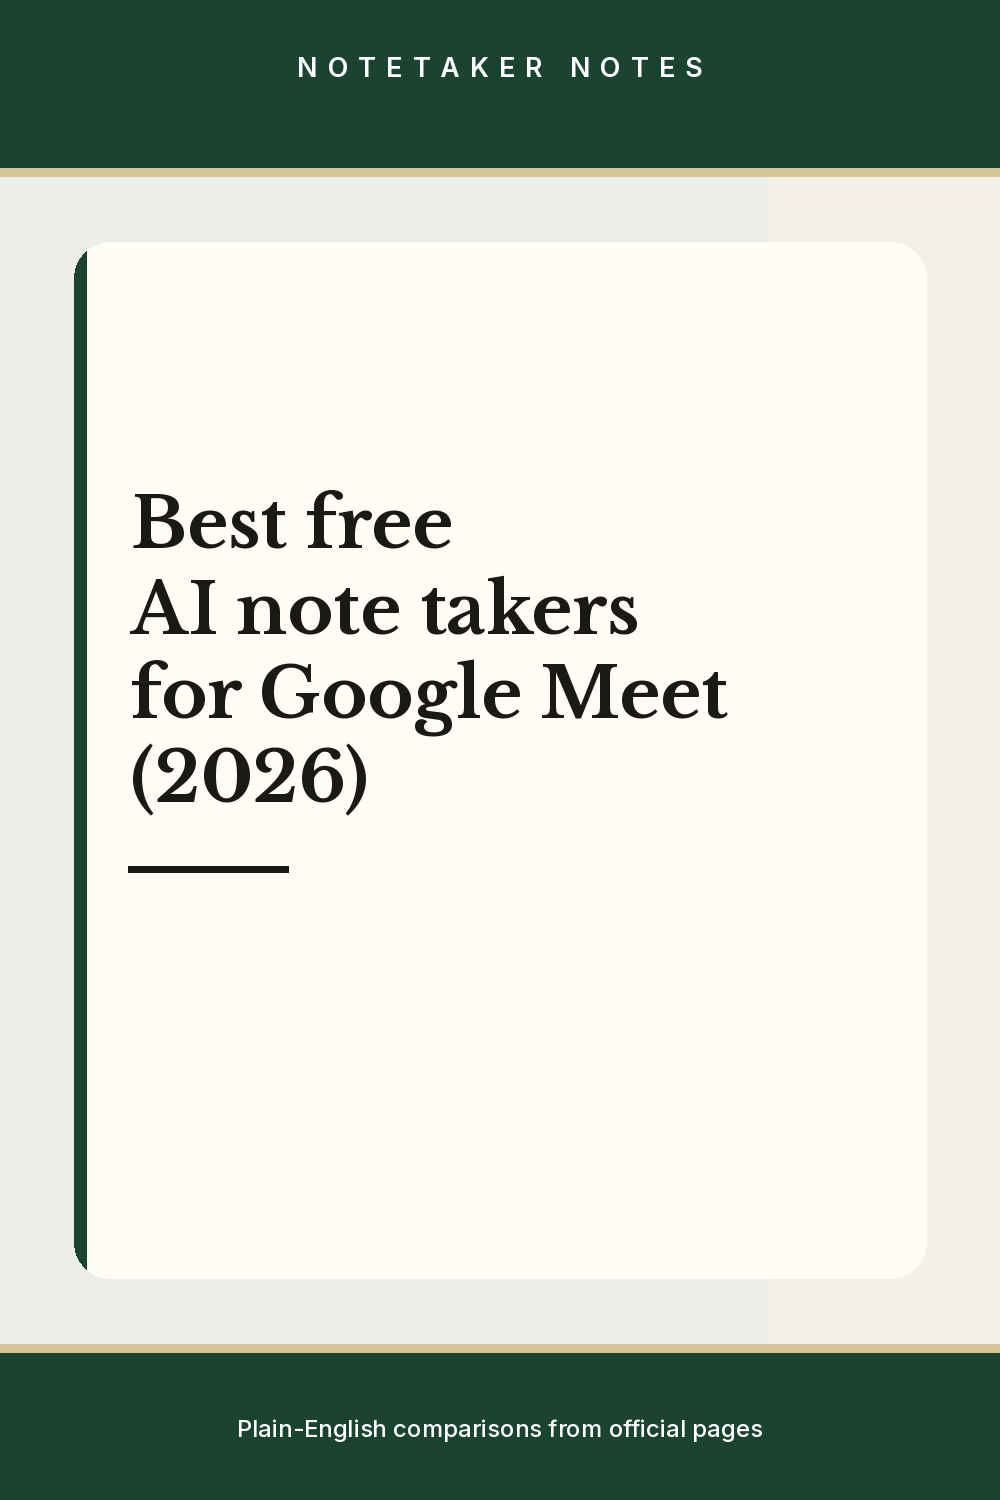 NOTETAKER NOTES
Best free
AI note takers
for Google Meet
(2026)
Plain-English comparisons from official pages